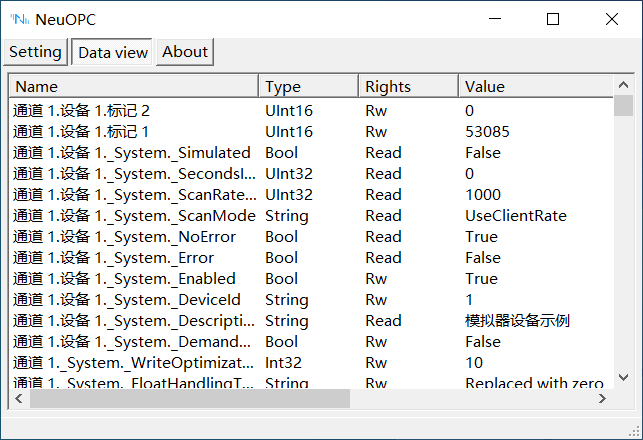 NeuOPC
Setting Data view About
Name Type Rights Value
通道 1.设备 1.标记 2 UInt16 Rw 0
通道 1.设备 1.标记 1 UInt16 Rw 53085
通道 1.设备 1._System._Simulated Bool Read False
通道 1.设备 1._System._SecondsI... UInt32 Read 0
通道 1.设备 1._System._ScanRate... UInt32 Read 1000
通道 1.设备 1._System._ScanMode String Read UseClientRate
通道 1.设备 1._System._NoError Bool Read True
通道 1.设备 1._System._Error Bool Read False
通道 1.设备 1._System._Enabled Bool Rw True
通道 1.设备 1._System._DeviceId String Rw 1
通道 1.设备 1._System._Descripti... String Read 模拟器设备示例
通道 1.设备 1._System._Demand... Bool Rw False
通道 1._System._WriteOptimizat... Int32 Rw 10
通道 1._System._FloatHandlingT... String Rw Replaced with zero